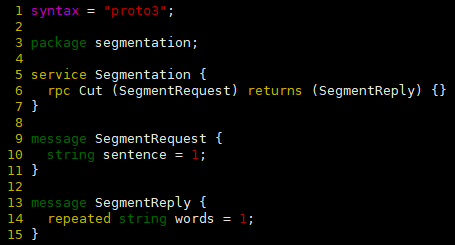 1 syntax = "proto3";
2
3 package segmentation;
4
5 service Segmentation {
6   rpc Cut (SegmentRequest) returns (SegmentReply) {}
7 }
8
9 message SegmentRequest {
10   string sentence = 1;
11 }
12
13 message SegmentReply {
14   repeated string words = 1;
15 }